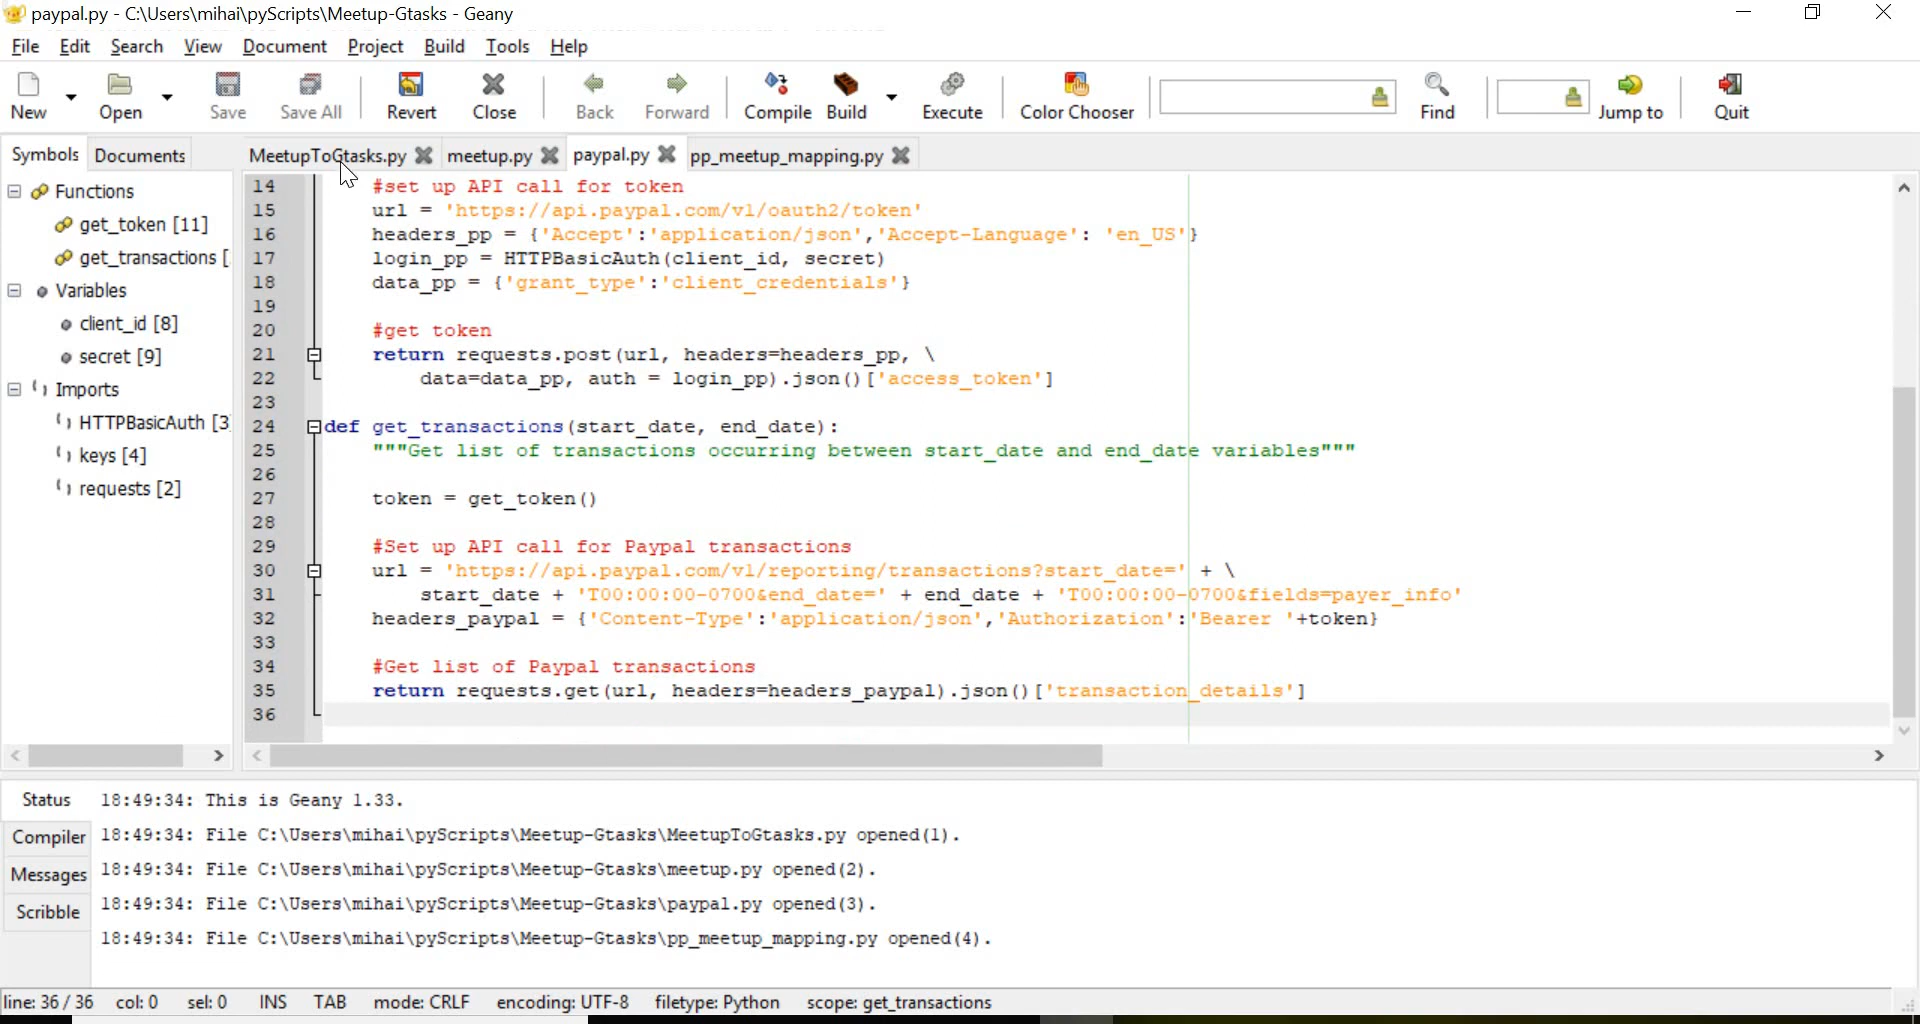 paypal.py - C:\Users\mihai\pyScripts\Meetup-Gtasks - Geany
File Edit Search View Document Project Build Tools Help
New Open Save Save All Revert Close Back Forward Compile Build Execute Color Chooser Find Jump to Quit
Symbols Documents MeetupToGtasks.py meetup.py paypal.py pp_meetup_mapping.py
Functions
get_token [11]
get_transactions [
Variables
client_id [8]
secret [9]
Imports
HTTPBasicAuth [3
keys [4]
requests [2]
14 #set up API call for token
15 url = 'https://api.paypal.com/v1/oauth2/token'
16 headers_pp = {'Accept':'application/json','Accept-Language': 'en_US'}
17 login_pp = HTTPBasicAuth(client_id, secret)
18 data_pp = {'grant_type':'client_credentials'}
19
20 #get token
21 return requests.post(url, headers=headers_pp, \
22 data=data_pp, auth = login_pp).json()['access_token']
23
24 def get_transactions(start_date, end_date):
25 """Get list of transactions occurring between start_date and end_date variables"""
26
27 token = get_token()
28
29 #Set up API call for Paypal transactions
30 url = 'https://api.paypal.com/v1/reporting/transactions?start_date=' + \
31 start_date + 'T00:00:00-0700&end_date=' + end_date + 'T00:00:00-0700&fields=payer_info'
32 headers_paypal = {'Content-Type':'application/json','Authorization':'Bearer '+token}
33
34 #Get list of Paypal transactions
35 return requests.get(url, headers=headers_paypal).json()['transaction_details']
36
Status
Compiler
Messages
Scribble
18:49:34: This is Geany 1.33.
18:49:34: File C:\Users\mihai\pyScripts\Meetup-Gtasks\MeetupToGtasks.py opened(1).
18:49:34: File C:\Users\mihai\pyScripts\Meetup-Gtasks\meetup.py opened(2).
18:49:34: File C:\Users\mihai\pyScripts\Meetup-Gtasks\paypal.py opened(3).
18:49:34: File C:\Users\mihai\pyScripts\Meetup-Gtasks\pp_meetup_mapping.py opened(4).
line: 36 / 36 col: 0 sel: 0 INS TAB mode: CRLF encoding: UTF-8 filetype: Python scope: get_transactions